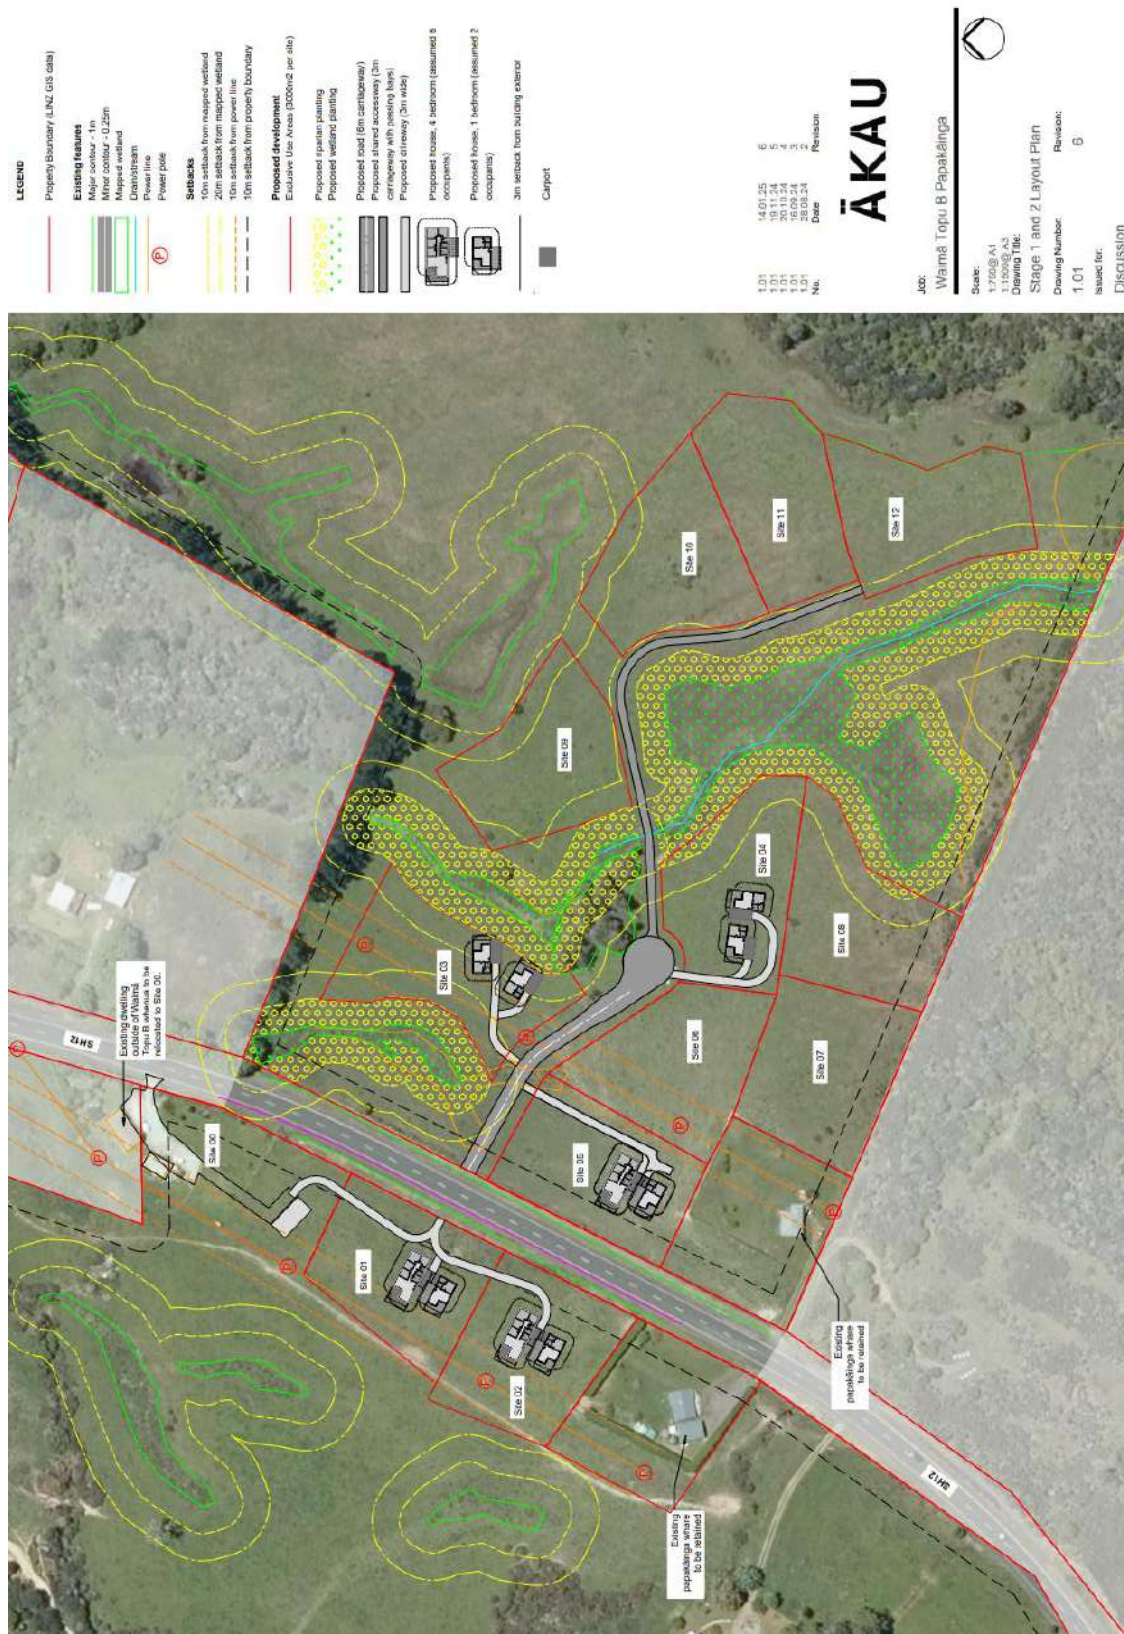 LEGEND
Property Boundary (LINZ GIS data)
Existing features
Major contour - 1m
Minor contour - 0.25m
Mapped wetland
Drain/stream
Power line
Power pole
P
Setbacks
10m setback from mapped wetland
20m setback from mapped wetland
10m setback from power line
10m setback from property boundary
Proposed development
Exclusive Use Areas (3000m2 per site)
Proposed riparian planting
Proposed wetland planting
Proposed road (6m carriageway)
Proposed shared accessway (3m
carriageway with passing bays)
Proposed driveway (3m wide)
Proposed house, 4 bedroom (assumed 6
occupants)
Proposed house, 1 bedroom (assumed 2
occupants)
3m setback from building exterior
Carport
1.01 14.01.25 6
1.01 19.11.24 5
1.01 20.10.24 4
1.01 16.09.24 3
1.01 28.08.24 2
No. Date Revision
ĀKAU
Job:
Waimā Topu B Papakāinga
Scale:
1:750@ A1
1:1500@ A3
Drawing Title:
Stage 1 and 2 Layout Plan
Drawing Number: Revision:
1.01 6
Issued for:
Discussion
SH12
Existing dwelling
outside of Waimā
Topu B whenua to be
relocated to Site 00.
Site 00
Site 01
Site 02
Site 03
Site 04
Site 05
Site 06
Site 07
Site 08
Site 09
Site 10
Site 11
Site 12
Existing
papakāinga whare
to be retained
Existing
papakāinga whare
to be retained
SH12